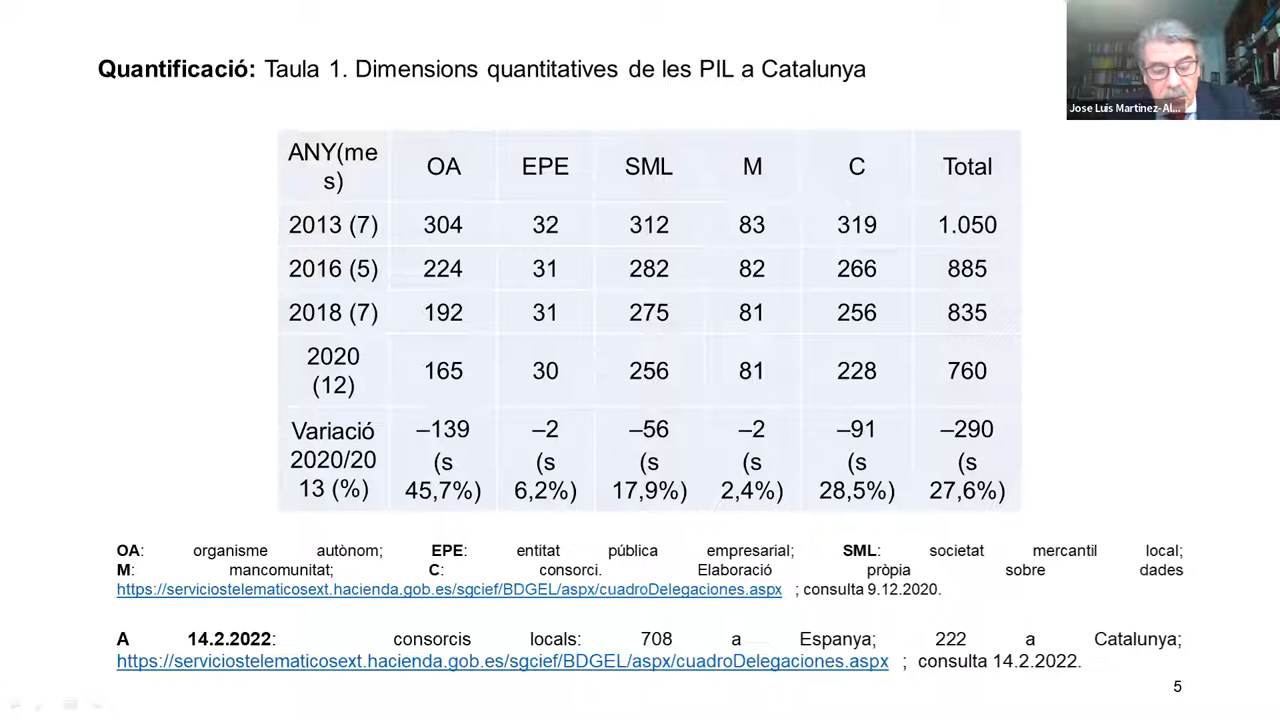 Quantificació: Taula 1. Dimensions quantitatives de les PIL a Catalunya
Jose Luis Martínez-Al...
ANY(me
s) OA EPE SML M C Total
2013 (7) 304 32 312 83 319 1.050
2016 (5) 224 31 282 82 266 885
2018 (7) 192 31 275 81 256 835
2020
(12) 165 30 256 81 228 760
Variació –139 –2 –56 –2 –91 –290
2020/20 (s (s (s (s (s (s
13 (%) 45,7%) 6,2%) 17,9%) 2,4%) 28,5%) 27,6%)
OA: organisme autònom; EPE: entitat pública empresarial; SML: societat mercantil local;
M: mancomunitat; C: consorci. Elaboració pròpia sobre dades
https://serviciostelematicosext.hacienda.gob.es/sgcief/BDGEL/aspx/cuadroDelegaciones.aspx ; consulta 9.12.2020.
A 14.2.2022: consorcis locals: 708 a Espanya; 222 a Catalunya;
https://serviciostelematicosext.hacienda.gob.es/sgcief/BDGEL/aspx/cuadroDelegaciones.aspx ; consulta 14.2.2022.
5